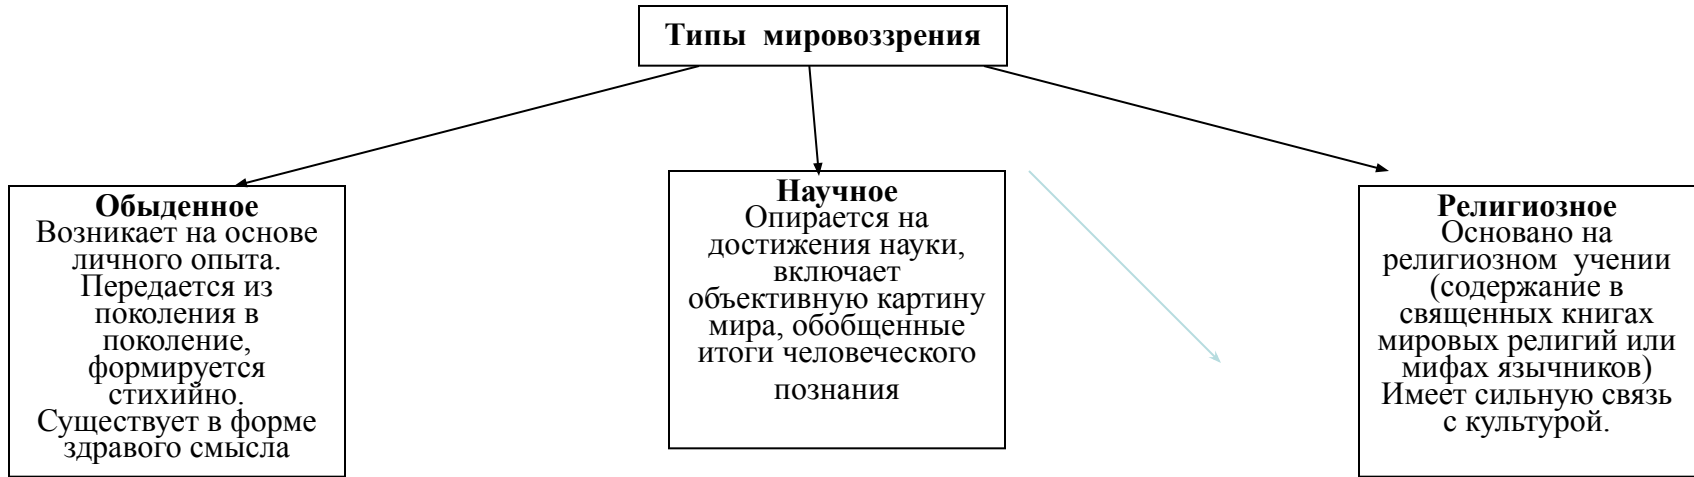 Типы мировоззрения
Обыденное
Возникает на основе
личного опыта.
Передается из
поколения в
поколение,
формируется
стихийно.
Существует в форме
здравого смысла
Научное
Опирается на
достижения науки,
включает
объективную картину
мира, обобщенные
итоги человеческого
познания
Религиозное
Основано на
религиозном учении
(содержание в
священных книгах
мировых религий или
мифах язычников)
Имеет сильную связь
с культурой.